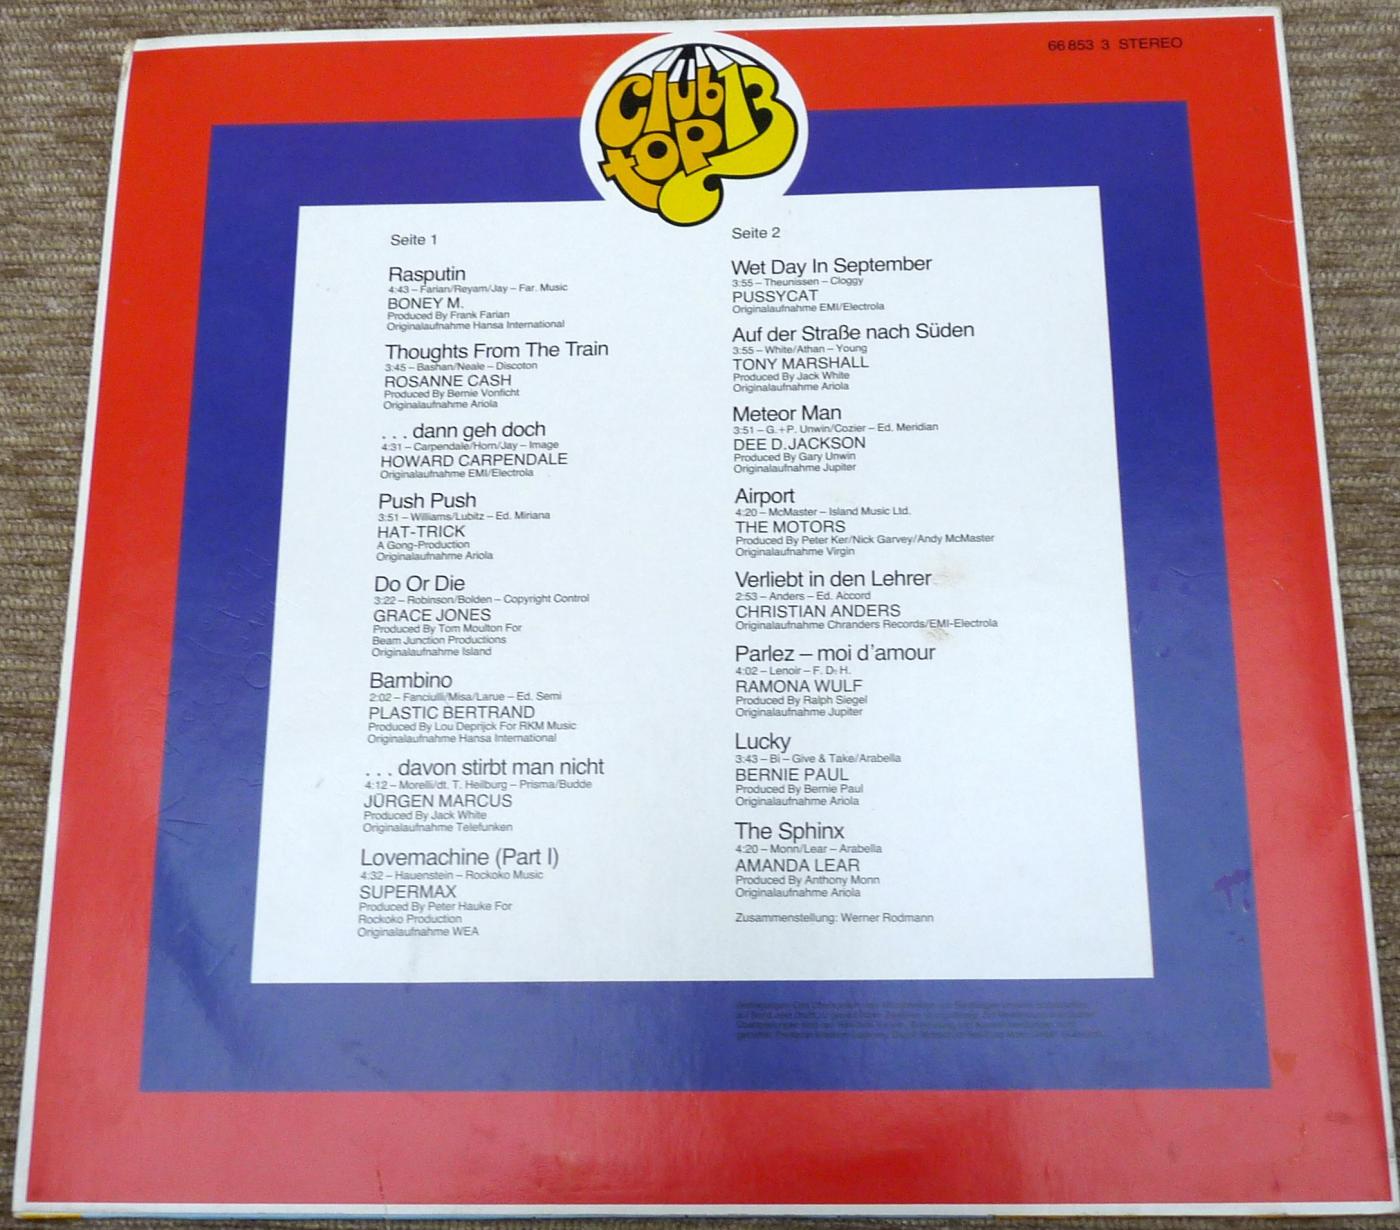 66 853 3 STEREO
Club
top 13
Seite 1
Rasputin
4:43 – Farian/Reyam/Jay – Far. Music
BONEY M.
Produced By Frank Farian
Originalaufnahme Hansa International
Thoughts From The Train
3:45 – Bashan/Neale – Discoton
ROSANNE CASH
Produced By Bernie Vonficht
Originalaufnahme Ariola
. . . dann geh doch
4:31 – Carpendale/Horn/Jay – Image
HOWARD CARPENDALE
Originalaufnahme EMI/Electrola
Push Push
3:51 – Williams/Lubitz – Ed. Miriana
HAT-TRICK
A Gong-Production
Originalaufnahme Ariola
Do Or Die
3:22 – Robinson/Bolden – Copyright Control
GRACE JONES
Produced By Tom Moulton For
Beam Junction Productions
Originalaufnahme Island
Bambino
2:02 – Fanciulli/Misa/Larue – Ed. Semi
PLASTIC BERTRAND
Produced By Lou Deprijck For RKM Music
Originalaufnahme Hansa International
. . . davon stirbt man nicht
4:12 – Morelli/dt. T. Heilburg – Prisma/Budde
JÜRGEN MARCUS
Produced By Jack White
Originalaufnahme Telefunken
Lovemachine (Part I)
4:32 – Hauenstein – Rockoko Music
SUPERMAX
Produced By Peter Hauke For
Rockoko Production
Originalaufnahme WEA
Seite 2
Wet Day In September
3:55 – Theunissen – Cloggy
PUSSYCAT
Originalaufnahme EMI/Electrola
Auf der Straße nach Süden
3:55 – White/Athan – Young
TONY MARSHALL
Produced By Jack White
Originalaufnahme Ariola
Meteor Man
3:51 – G.+P. Unwin/Cozier – Ed. Meridian
DEE D. JACKSON
Produced By Gary Unwin
Originalaufnahme Jupiter
Airport
4:20 – McMaster – Island Music Ltd.
THE MOTORS
Produced By Peter Ker/Nick Garvey/Andy McMaster
Originalaufnahme Virgin
Verliebt in den Lehrer
2:53 – Anders – Ed. Accord
CHRISTIAN ANDERS
Originalaufnahme Chranders Records/EMI-Electrola
Parlez – moi d'amour
4:02 – Lenoir – F. D. H.
RAMONA WULF
Produced By Ralph Siegel
Originalaufnahme Jupiter
Lucky
3:43 – Bi – Give & Take/Arabella
BERNIE PAUL
Produced By Bernie Paul
Originalaufnahme Ariola
The Sphinx
4:20 – Monn/Lear – Arabella
AMANDA LEAR
Produced By Anthony Monn
Originalaufnahme Ariola
Zusammenstellung: Werner Rodmann